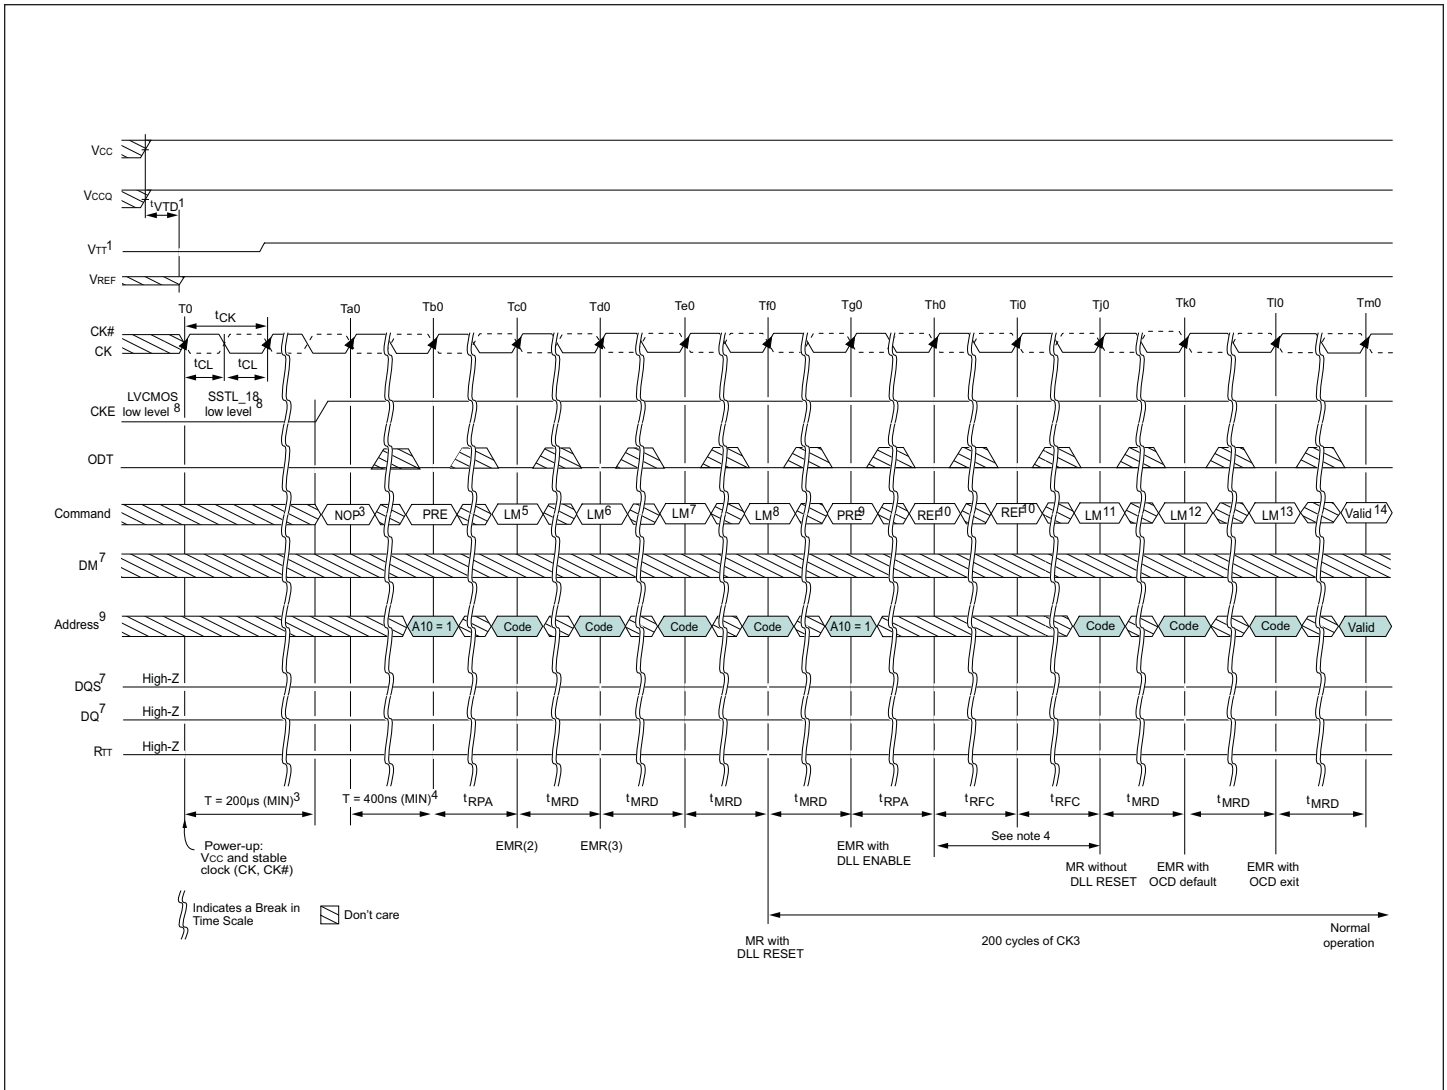 VCC
VCCQ
tVTD1
VTT1
VREF
T0 Ta0 Tb0 Tc0 Td0 Te0 Tf0 Tg0 Th0 Ti0 Tj0 Tk0 Tl0 Tm0
tCK
CK#
CK
tCL tCL
LVCMOS
low level 8
SSTL_18
low level 8
CKE
ODT
Command NOP3 PRE LM5 LM6 LM7 LM8 PRE9 REF10 REF10 LM11 LM12 LM13 Valid 14
DM7
Address9 A10 = 1 Code Code Code Code A10 = 1 Code Code Code Valid
DQS7 High-Z
DQ7 High-Z
RTT High-Z
T = 200µs (MIN)3 T = 400ns (MIN)4 tRPA tMRD tMRD tMRD tMRD tRPA tRFC tRFC tMRD tMRD tMRD
See note 4
Power-up:
VCC and stable
clock (CK, CK#)
EMR(2) EMR(3)
EMR with
DLL ENABLE
MR without
DLL RESET
EMR with
OCD default
EMR with
OCD exit
Indicates a Break in
Time Scale
Don't care
MR with
DLL RESET
200 cycles of CK3
Normal
operation